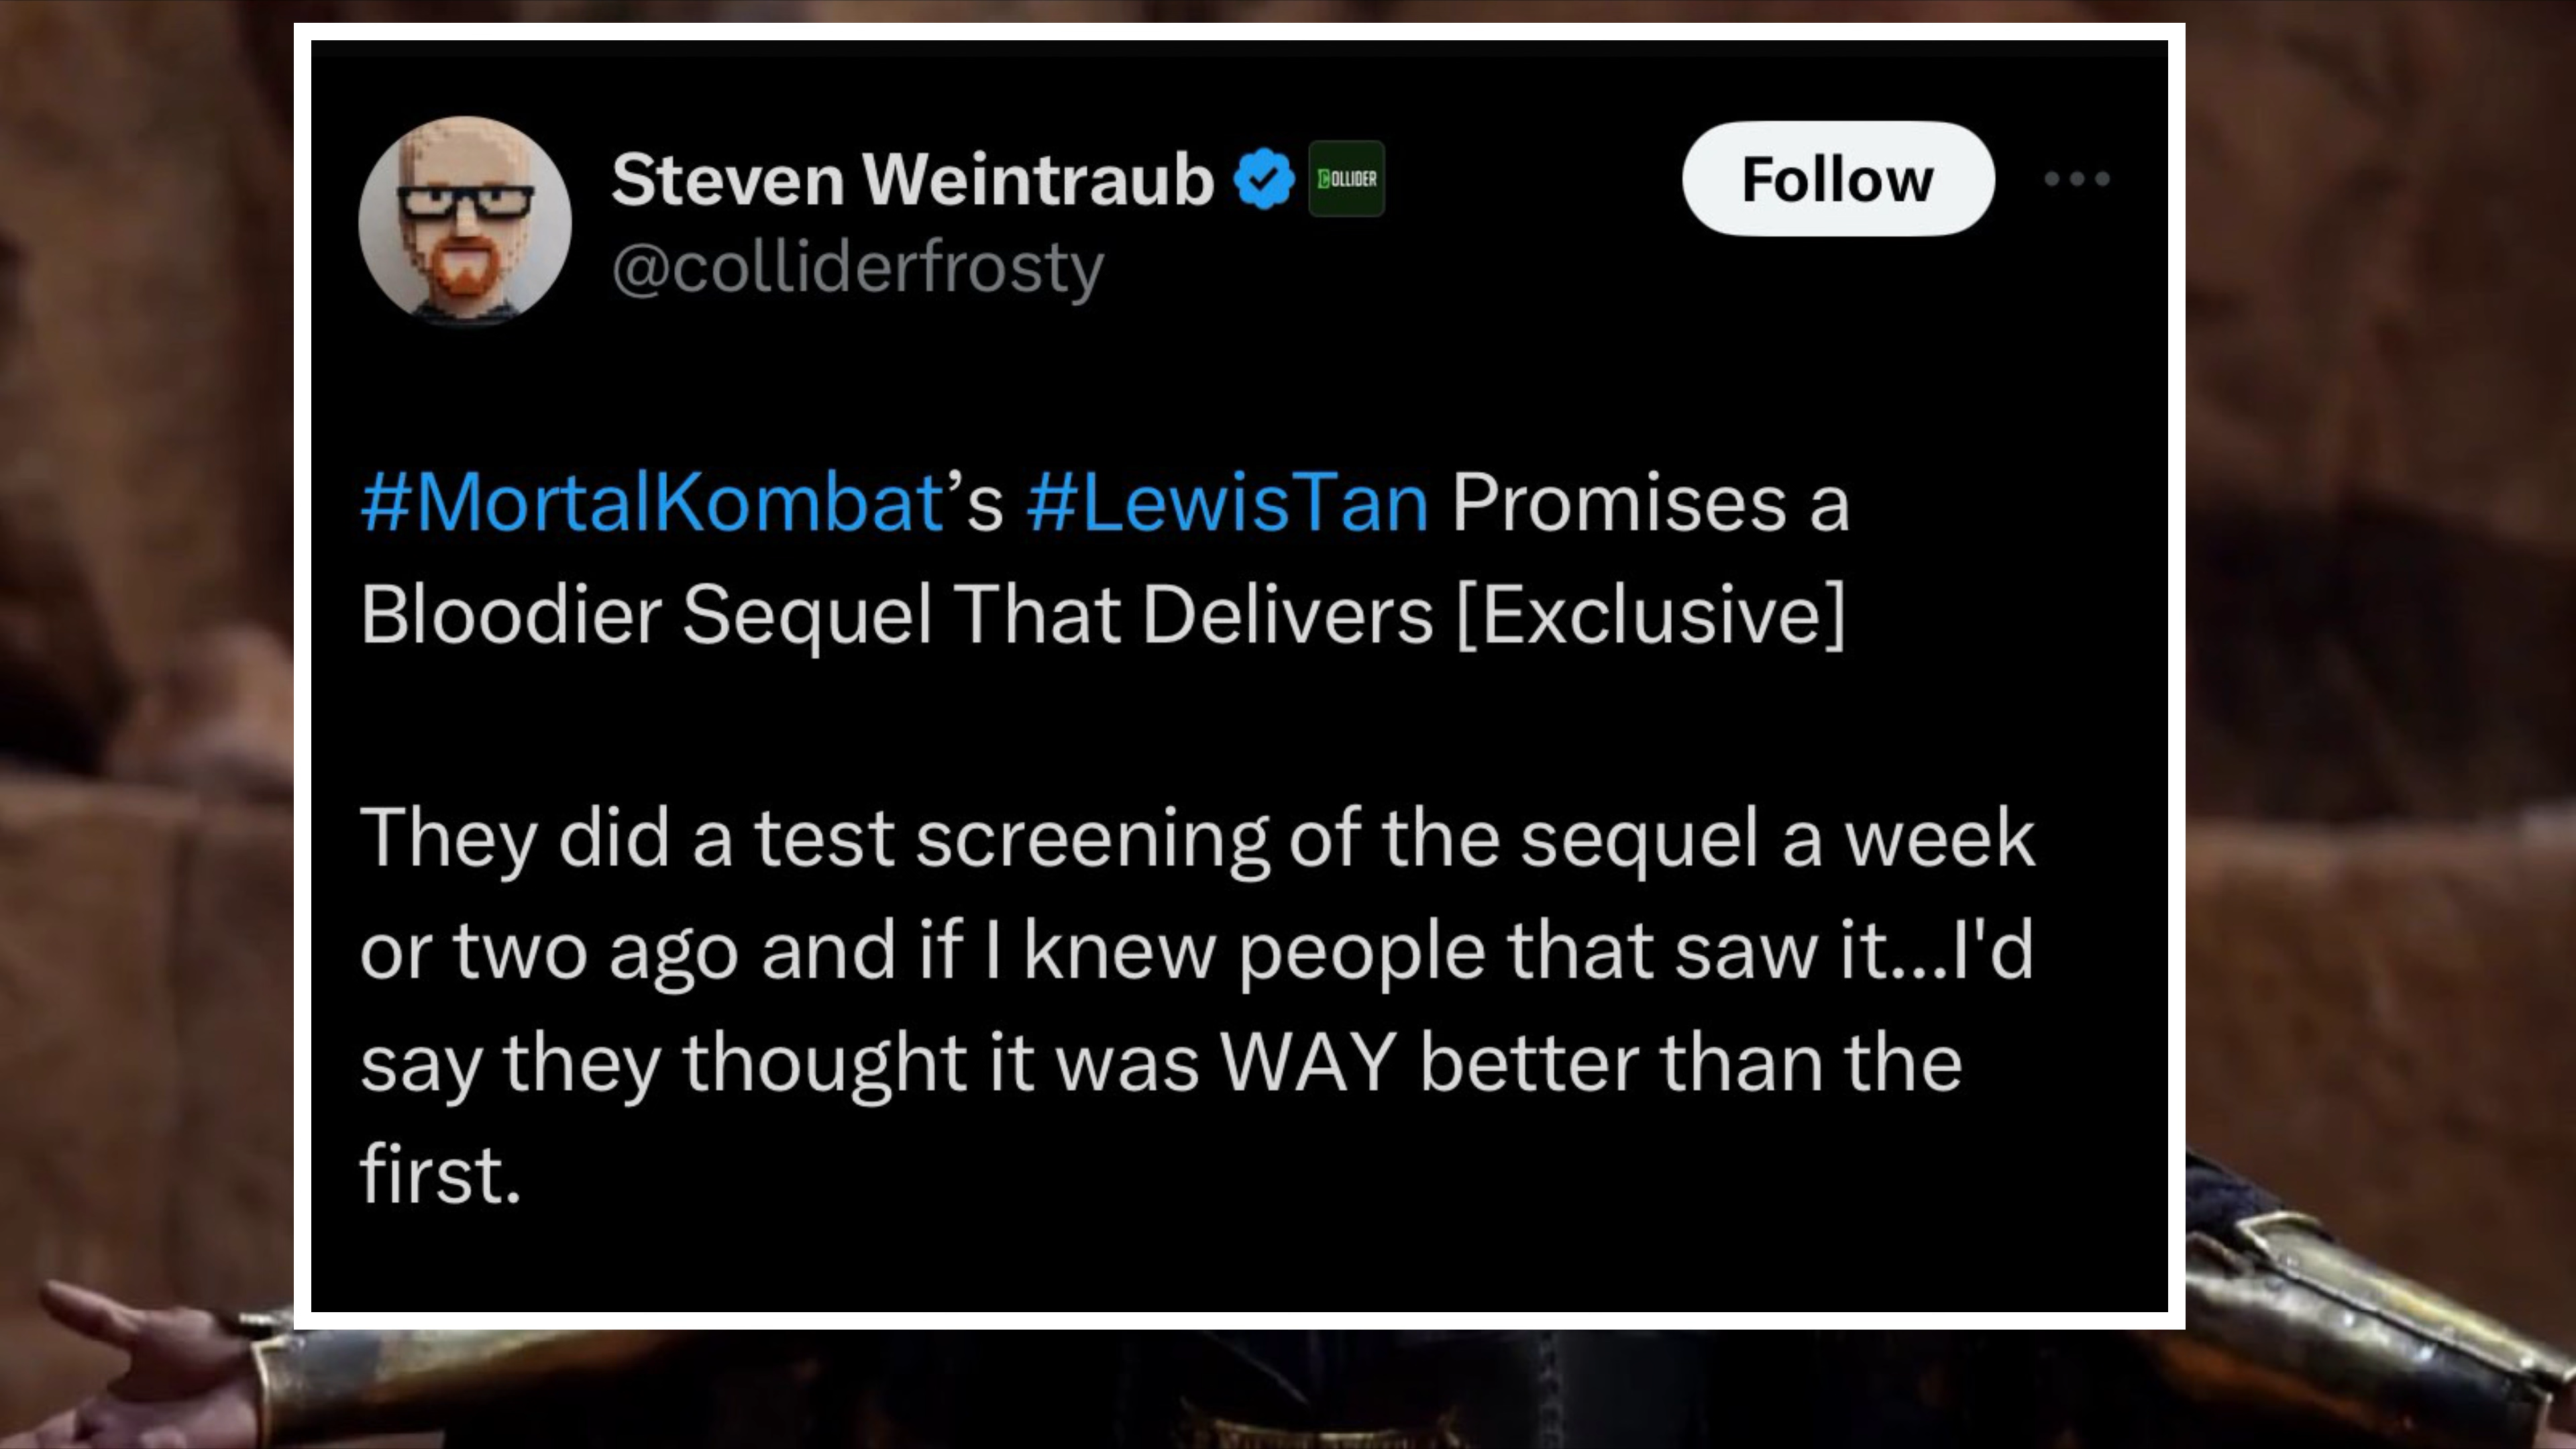 Steven Weintraub
COLLIDER
Follow
@colliderfrosty
#MortalKombat’s #LewisTan Promises a
Bloodier Sequel That Delivers [Exclusive]
They did a test screening of the sequel a week
or two ago and if I knew people that saw it...I'd
say they thought it was WAY better than the
first.